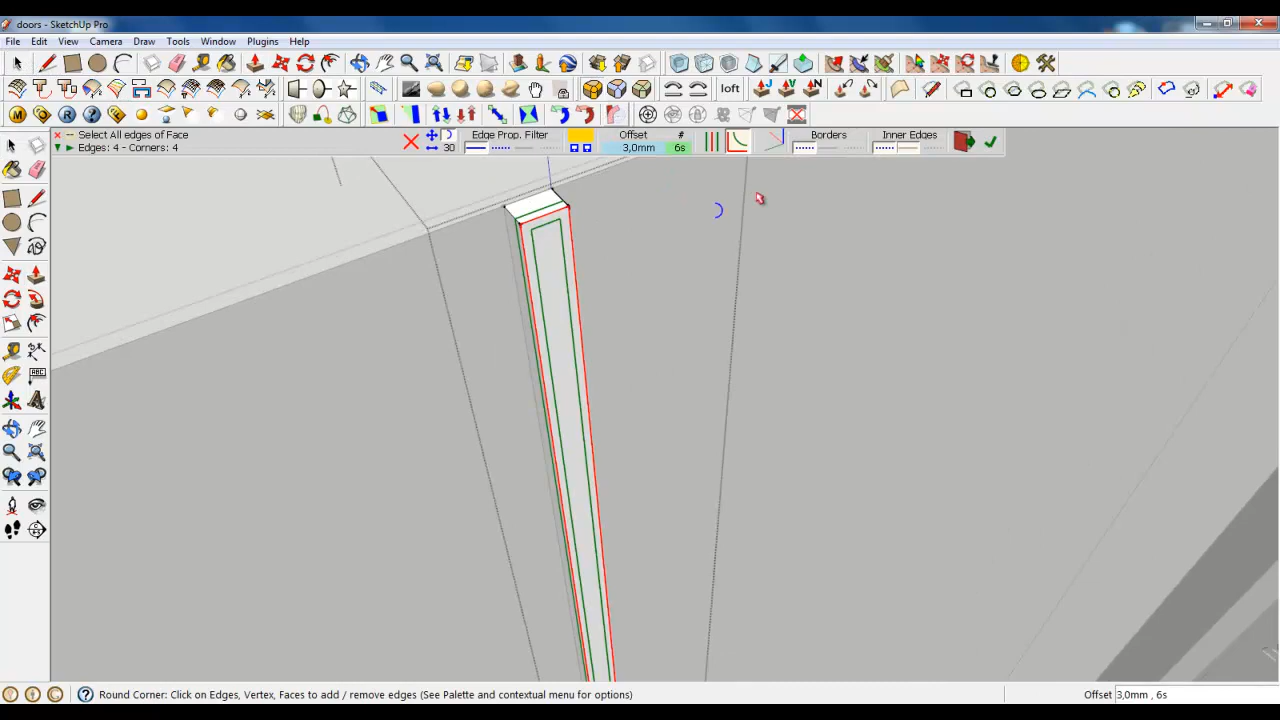 doors - SketchUp Pro
File Edit View Camera Draw Tools Window Plugins Help
loft
M O R ?
Select All edges of Face
Edges: 4 - Corners: 4
30
Edge Prop. Filter
Offset #
3,0mm 6s
Borders
Inner Edges
ABC
Round Corner: Click on Edges, Vertex, Faces to add / remove edges (See Palette and contextual menu for options)
Offset 3,0mm , 6s